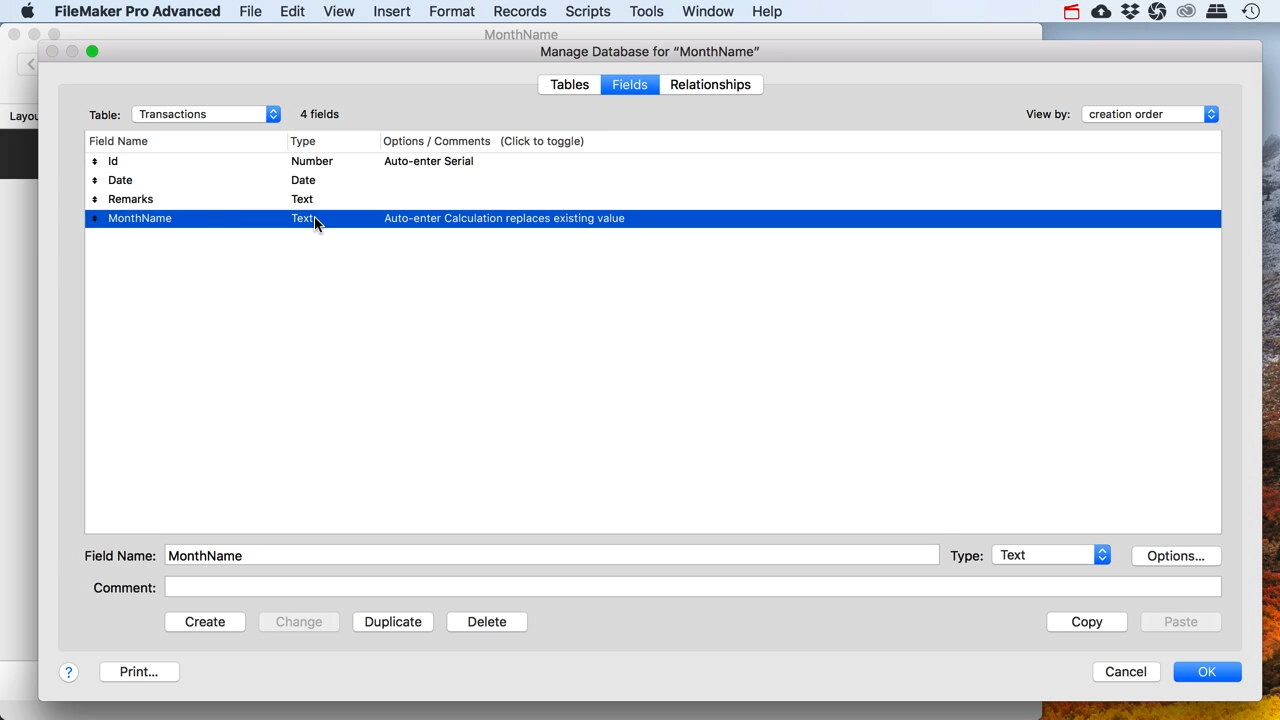 FileMaker Pro Advanced File Edit View Insert Format Records Scripts Tools Window Help
MonthName
Manage Database for “MonthName”
Tables Fields Relationships
Layou
Table: Transactions 4 fields View by: creation order
Field Name Type Options / Comments (Click to toggle)
Id Number Auto-enter Serial
Date Date
Remarks Text
MonthName Text Auto-enter Calculation replaces existing value
Field Name: MonthName Type: Text Options...
Comment:
Create Change Duplicate Delete Copy Paste
? Print... Cancel OK